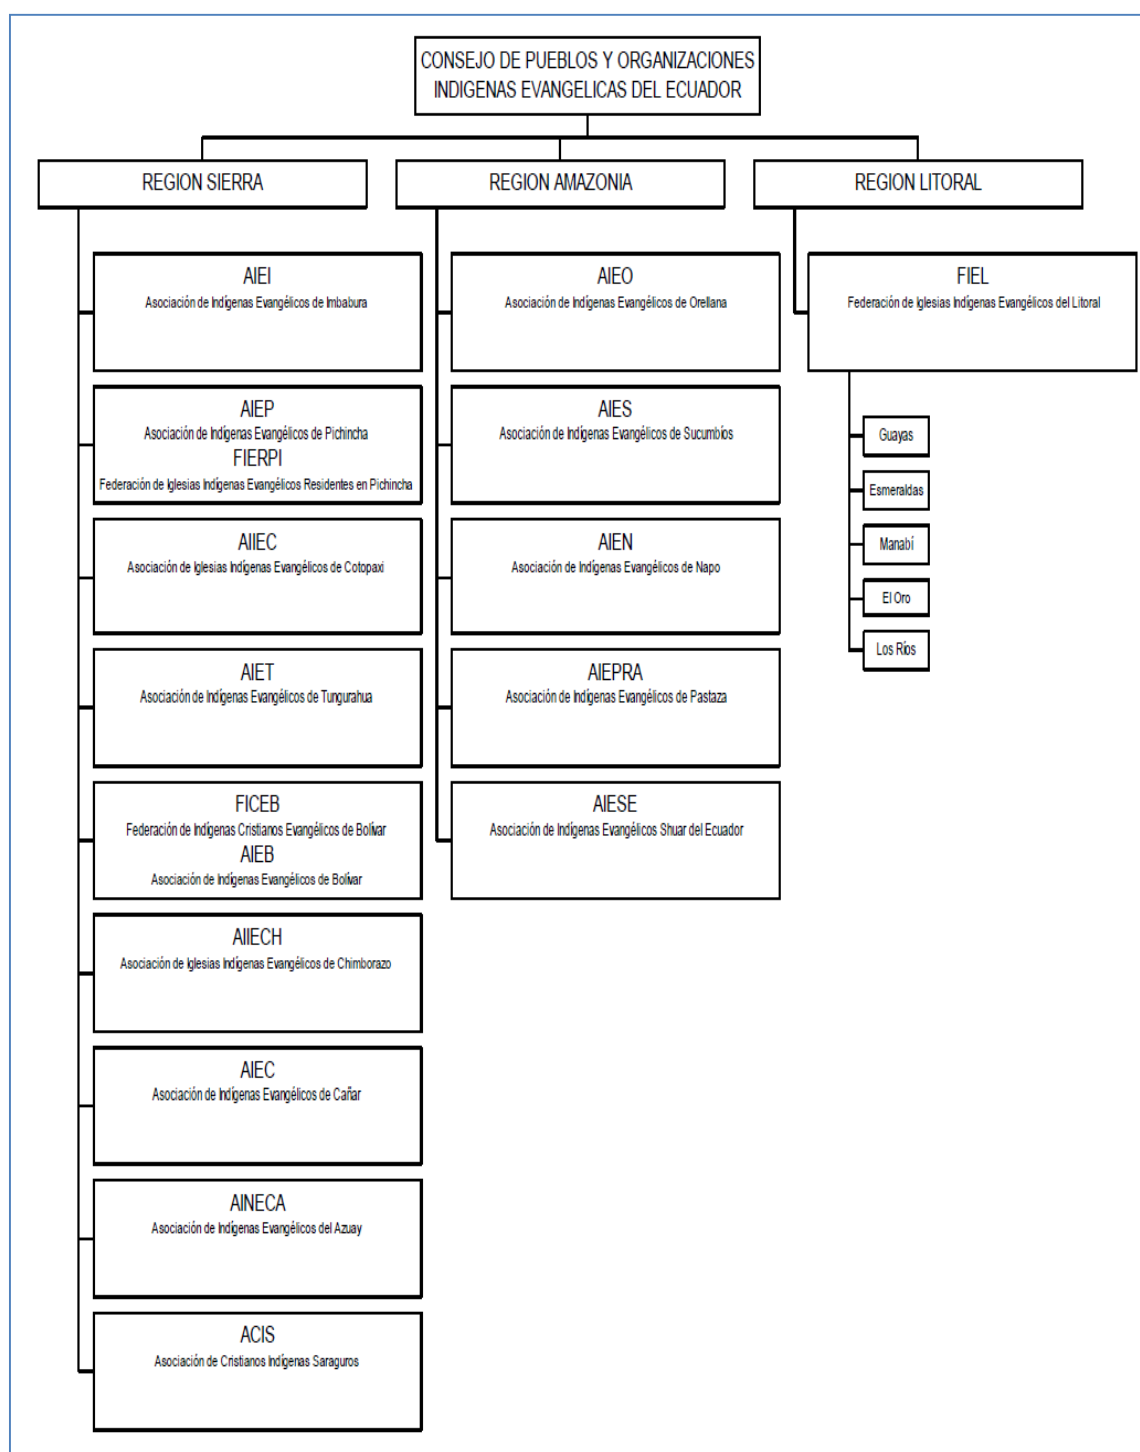 CONSEJO DE PUEBLOS Y ORGANIZACIONES
INDIGENAS EVANGELICAS DEL ECUADOR
REGION SIERRA
AIEI
Asociación de Indígenas Evangélicos de Imbabura
AIEP
Asociación de Indígenas Evangélicos de Pichincha
FIERPI
Federación de Iglesias Indígenas Evangélicos Residentes en Pichincha
AIIEC
Asociación de Iglesias Indígenas Evangélicos de Cotopaxi
AIET
Asociación de Indígenas Evangélicos de Tungurahua
FICEB
Federación de Indígenas Cristianos Evangélicos de Bolívar
AIEB
Asociación de Indígenas Evangélicos de Bolívar
AIIECH
Asociación de Iglesias Indígenas Evangélicos de Chimborazo
AIEC
Asociación de Indígenas Evangélicos de Cañar
AINECA
Asociación de Indígenas Evangélicos del Azuay
ACIS
Asociación de Cristianos Indígenas Saraguros
REGION AMAZONIA
AIEO
Asociación de Indígenas Evangélicos de Orellana
AIES
Asociación de Indígenas Evangélicos de Sucumbíos
AIEN
Asociación de Indígenas Evangélicos de Napo
AIEPRA
Asociación de Indígenas Evangélicos de Pastaza
AIESE
Asociación de Indígenas Evangélicos Shuar del Ecuador
REGION LITORAL
FIEL
Federación de Iglesias Indígenas Evangélicos del Litoral
Guayas
Esmeraldas
Manabí
El Oro
Los Ríos